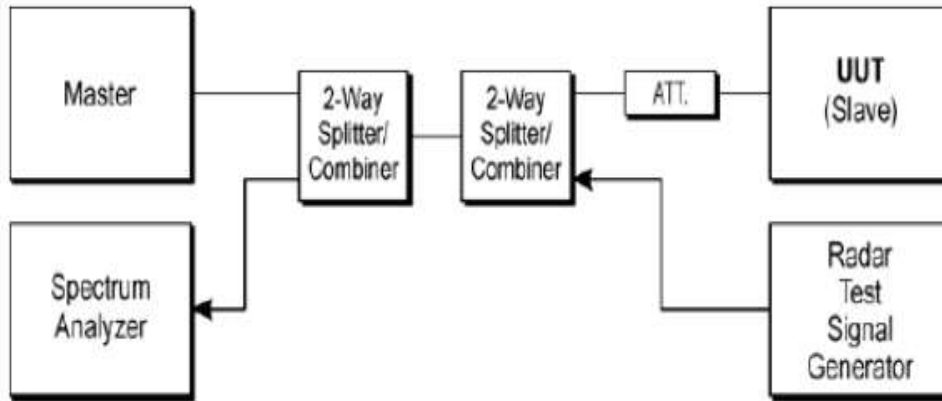 Master
2-Way
Splitter/
Combiner
2-Way
Splitter/
Combiner
ATT.
UUT
(Slave)
Spectrum
Analyzer
Radar
Test
Signal
Generator